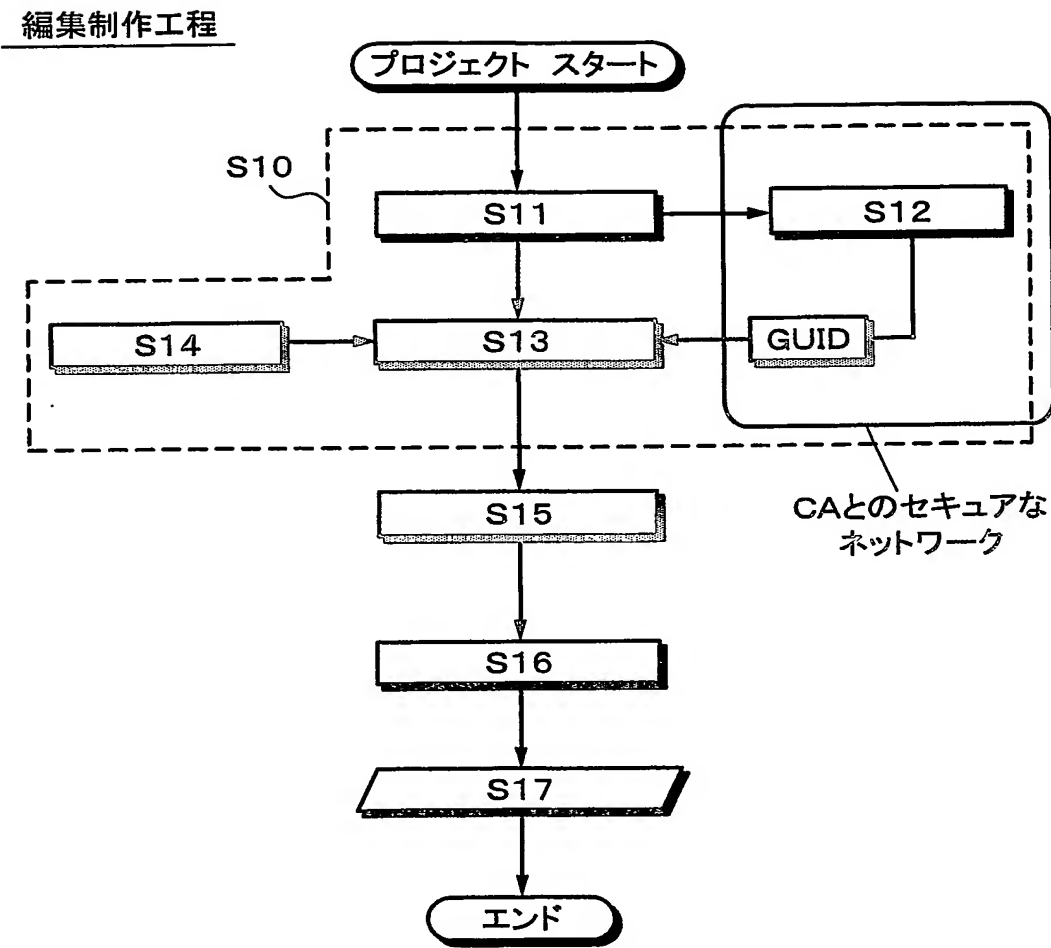 編集制作工程
プロジェクト スタート
S10
S11
S12
S14
S13
GUID
S15
CAとのセキュアな
ネットワーク
S16
S17
エンド